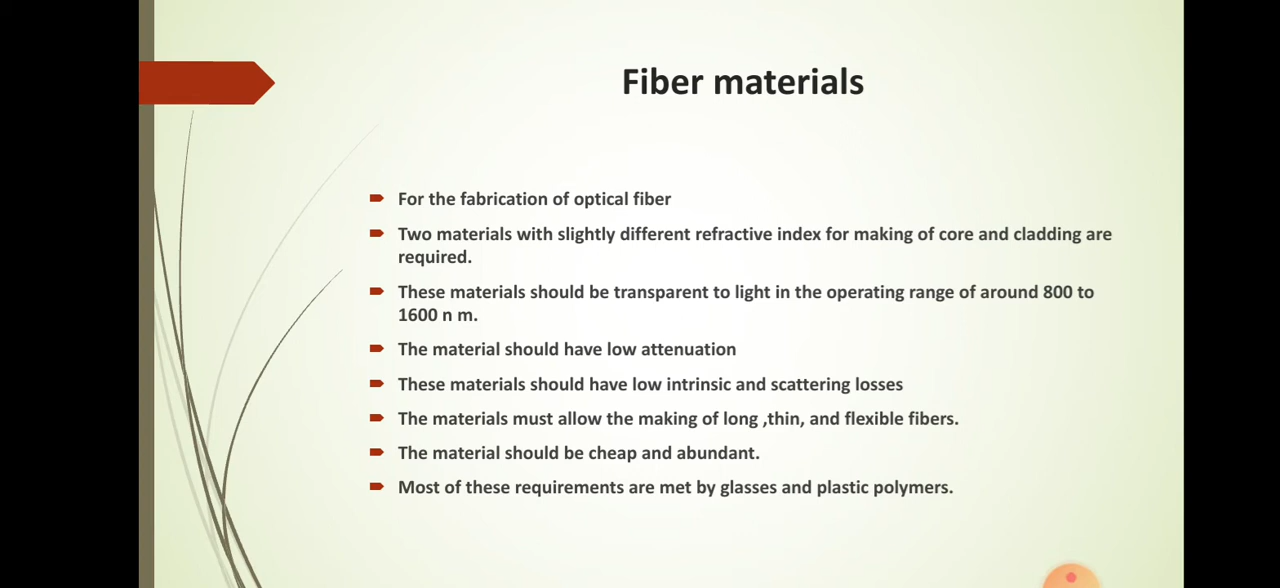 Fiber materials
For the fabrication of optical fiber
Two materials with slightly different refractive index for making of core and cladding are
required.
These materials should be transparent to light in the operating range of around 800 to
1600 n m.
The material should have low attenuation
These materials should have low intrinsic and scattering losses
The materials must allow the making of long ,thin, and flexible fibers.
The material should be cheap and abundant.
Most of these requirements are met by glasses and plastic polymers.